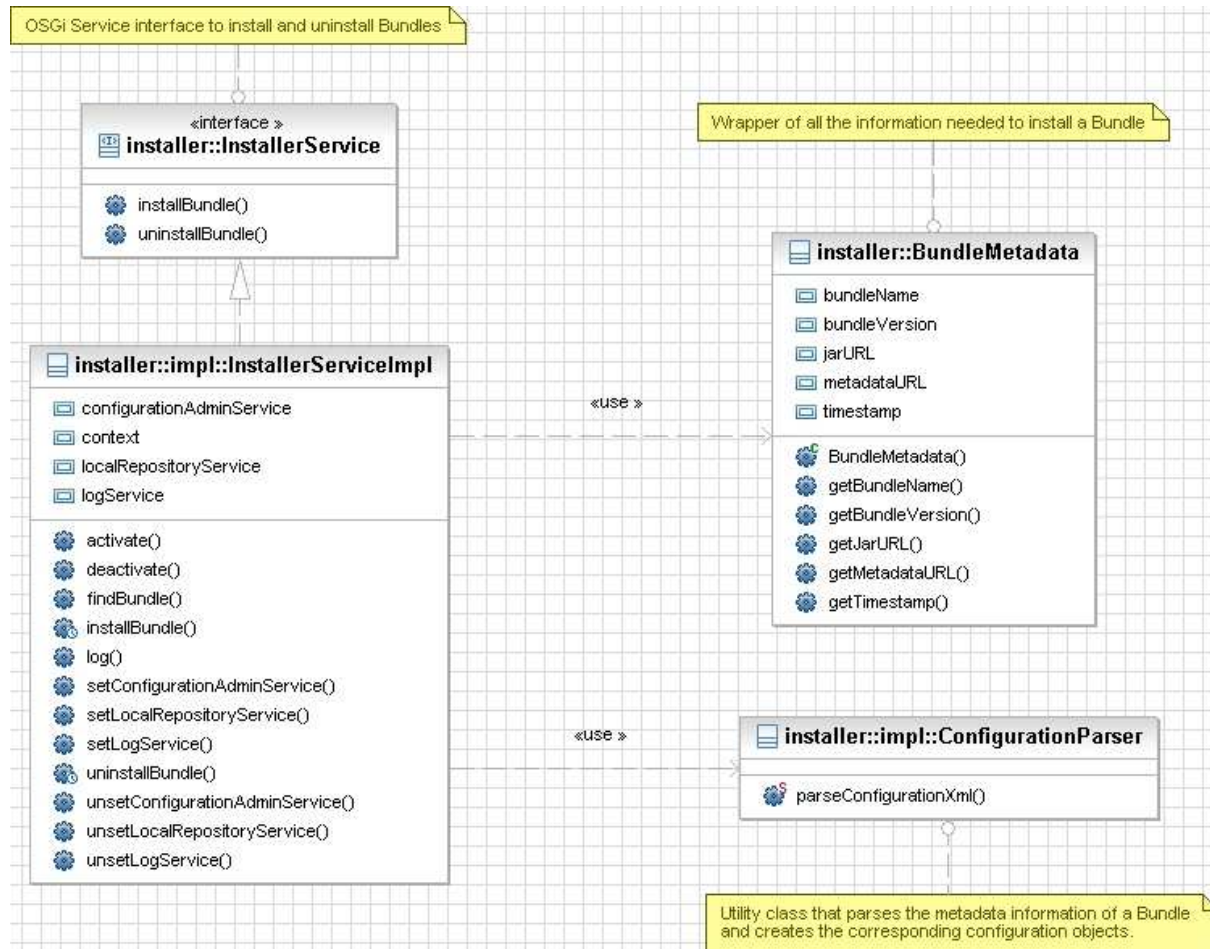 OSGi Service interface to install and uninstall Bundles
«interface »
installer::InstallerService
installBundle()
uninstallBundle()
Wrapper of all the information needed to install a Bundle
installer::BundleMetadata
bundleName
bundleVersion
jarURL
metadataURL
timestamp
BundleMetadata()
getBundleName()
getBundleVersion()
getJarURL()
getMetadataURL()
getTimestamp()
installer::impl::InstallerServiceImpl
configurationAdminService
context
localRepositoryService
logService
activate()
deactivate()
findBundle()
installBundle()
log()
setConfigurationAdminService()
setLocalRepositoryService()
setLogService()
uninstallBundle()
unsetConfigurationAdminService()
unsetLocalRepositoryService()
unsetLogService()
«use »
«use »
installer::impl::ConfigurationParser
parseConfigurationXml()
Utility class that parses the metadata information of a Bundle
and creates the corresponding configuration objects.